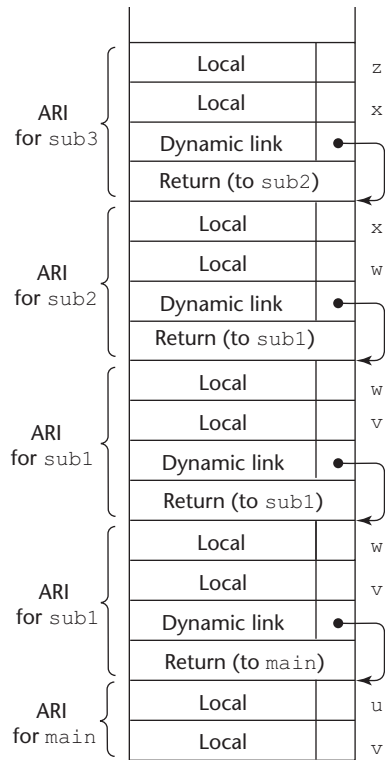 Local z
ARI for sub3
Local x
Dynamic link
Return (to sub2)
Local x
ARI for sub2
Local w
Dynamic link
Return (to sub1)
Local w
ARI for sub1
Local v
Dynamic link
Return (to sub1)
Local w
ARI for sub1
Local v
Dynamic link
Return (to main)
ARI for main
Local u
Local v